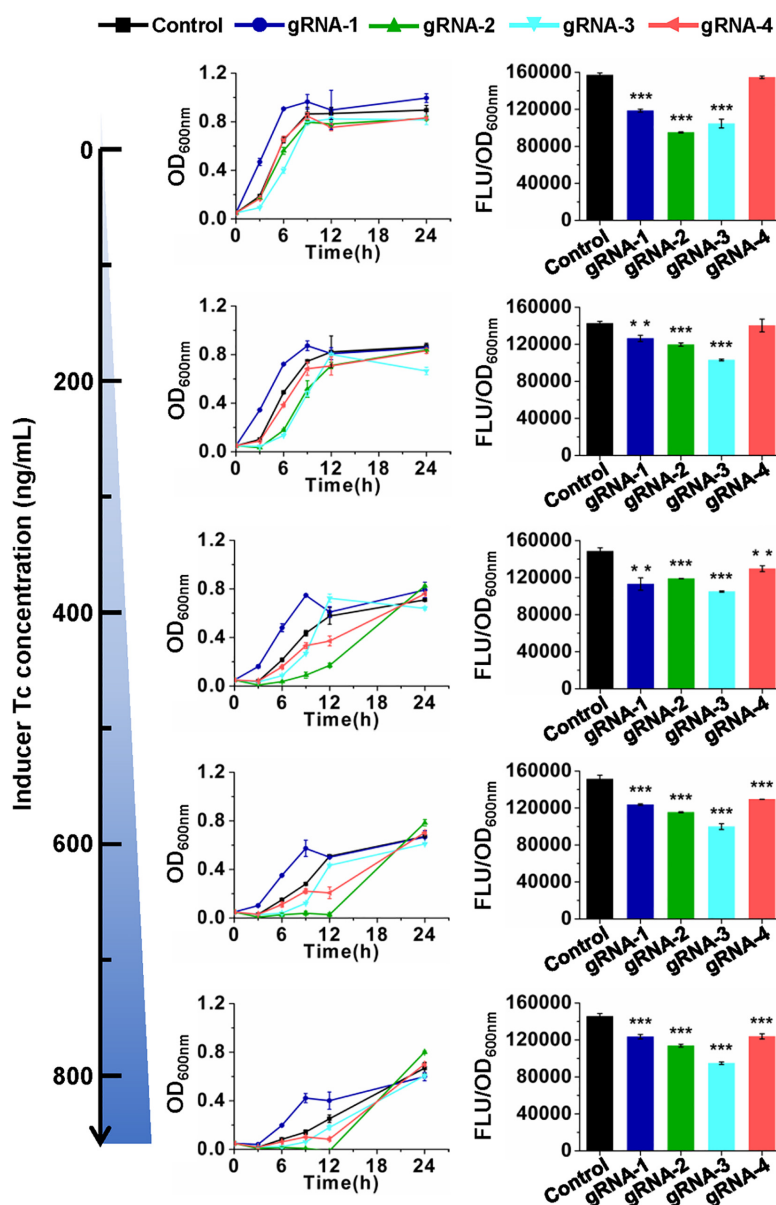 Control gRNA-1 gRNA-2 gRNA-3 gRNA-4
Inducer Tc concentration (ng/mL)
0
200
400
600
800
OD600nm
1.2
0.8
0.4
0.0
0 6 12 18 24
Time(h)
FLU/OD600nm
160000
120000
80000
40000
0
*** *** ***
Control gRNA-1 gRNA-2 gRNA-3 gRNA-4
OD600nm
1.2
0.8
0.4
0.0
0 6 12 18 24
Time(h)
FLU/OD600nm
160000
120000
80000
40000
0
* * *** ***
Control gRNA-1 gRNA-2 gRNA-3 gRNA-4
OD600nm
1.2
0.8
0.4
0.0
0 6 12 18 24
Time(h)
FLU/OD600nm
160000
120000
80000
40000
0
* * *** *** * *
Control gRNA-1 gRNA-2 gRNA-3 gRNA-4
OD600nm
1.2
0.8
0.4
0.0
0 6 12 18 24
Time(h)
FLU/OD600nm
160000
120000
80000
40000
0
*** *** *** ***
Control gRNA-1 gRNA-2 gRNA-3 gRNA-4
OD600nm
1.2
0.8
0.4
0.0
0 6 12 18 24
Time(h)
FLU/OD600nm
160000
120000
80000
40000
0
*** *** *** ***
Control gRNA-1 gRNA-2 gRNA-3 gRNA-4